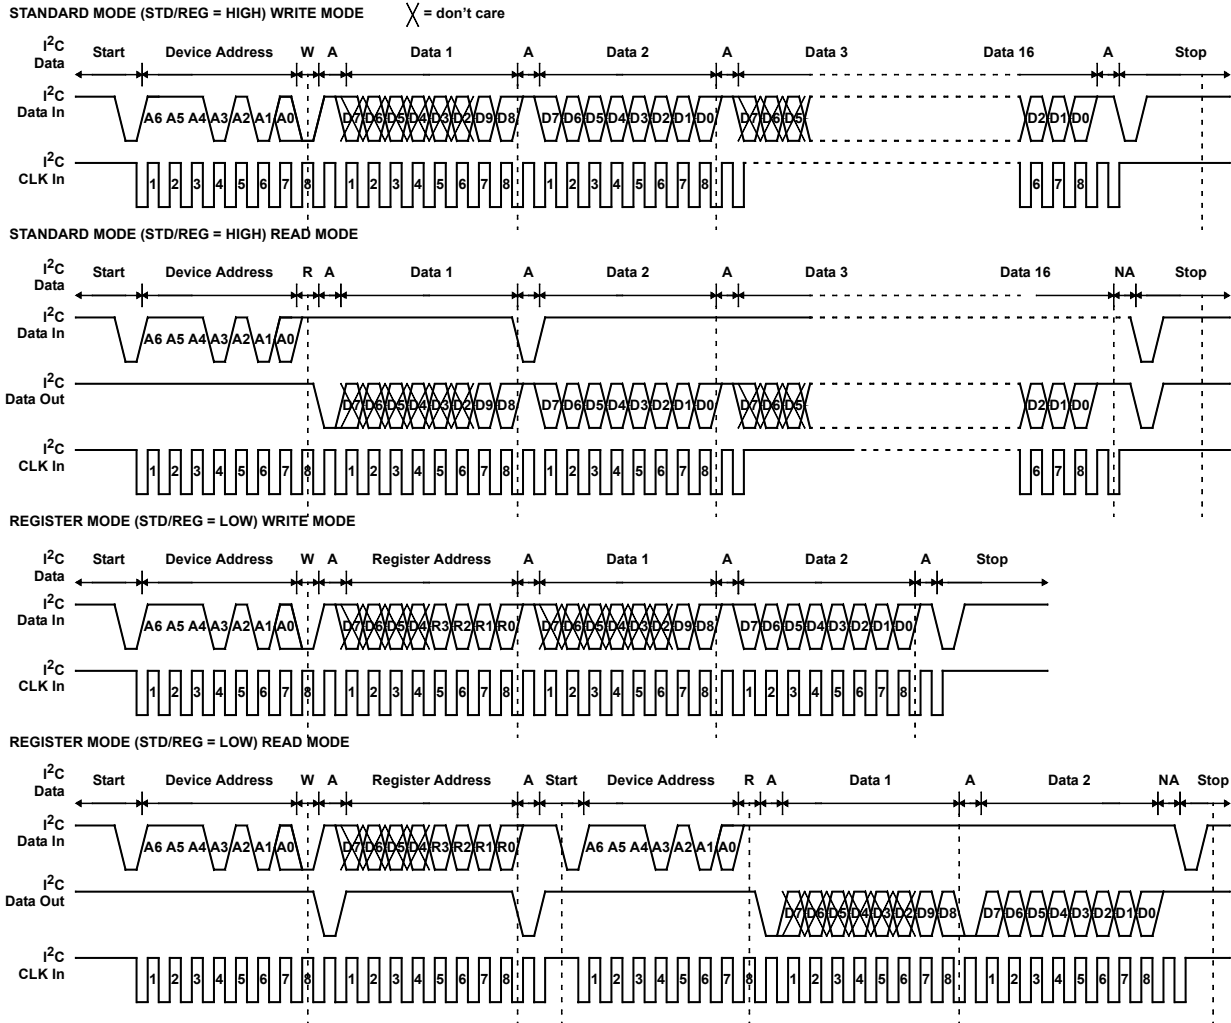 STANDARD MODE (STD/REG = HIGH) WRITE MODE = don't care
I2C Data Start Device Address W A Data 1 A Data 2 A Data 3 Data 16 A Stop
I2C Data In A6 A5 A4 A3 A2 A1 A0 D7 D6 D5 D4 D3 D2 D9 D8 D7 D6 D5 D4 D3 D2 D1 D0 D7 D6 D5 D2 D1 D0
I2C CLK In 1 2 3 4 5 6 7 8 1 2 3 4 5 6 7 8 1 2 3 4 5 6 7 8 6 7 8
STANDARD MODE (STD/REG = HIGH) READ MODE
I2C Data Start Device Address R A Data 1 A Data 2 A Data 3 Data 16 NA Stop
I2C Data In A6 A5 A4 A3 A2 A1 A0
I2C Data Out D7 D6 D5 D4 D3 D2 D9 D8 D7 D6 D5 D4 D3 D2 D1 D0 D7 D6 D5 D2 D1 D0
I2C CLK In 1 2 3 4 5 6 7 8 1 2 3 4 5 6 7 8 1 2 3 4 5 6 7 8 6 7 8
REGISTER MODE (STD/REG = LOW) WRITE MODE
I2C Data Start Device Address W A Register Address A Data 1 A Data 2 A Stop
I2C Data In A6 A5 A4 A3 A2 A1 A0 D7 D6 D5 D4 R3 R2 R1 R0 D7 D6 D5 D4 D3 D2 D9 D8 D7 D6 D5 D4 D3 D2 D1 D0
I2C CLK In 1 2 3 4 5 6 7 8 1 2 3 4 5 6 7 8 1 2 3 4 5 6 7 8 1 2 3 4 5 6 7 8
REGISTER MODE (STD/REG = LOW) READ MODE
I2C Data Start Device Address W A Register Address A Start Device Address R A Data 1 A Data 2 NA Stop
I2C Data In A6 A5 A4 A3 A2 A1 A0 D7 D6 D5 D4 R3 R2 R1 R0 A6 A5 A4 A3 A2 A1 A0
I2C Data Out D7 D6 D5 D4 D3 D2 D9 D8 D7 D6 D5 D4 D3 D2 D1 D0
I2C CLK In 1 2 3 4 5 6 7 8 1 2 3 4 5 6 7 8 1 2 3 4 5 6 7 8 1 2 3 4 5 6 7 8 1 2 3 4 5 6 7 8